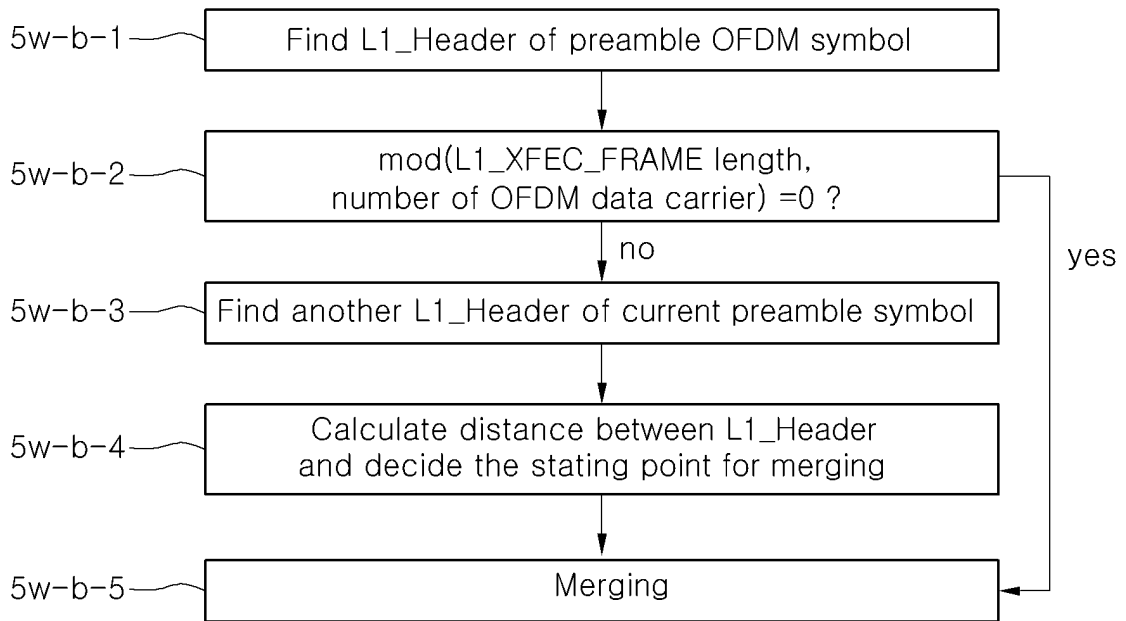 5w-b-1
Find L1_Header of preamble OFDM symbol
5w-b-2
mod(L1_XFEC_FRAME length,
number of OFDM data carrier) =0 ?
no
yes
5w-b-3
Find another L1_Header of current preamble symbol
5w-b-4
Calculate distance between L1_Header
and decide the stating point for merging
5w-b-5
Merging